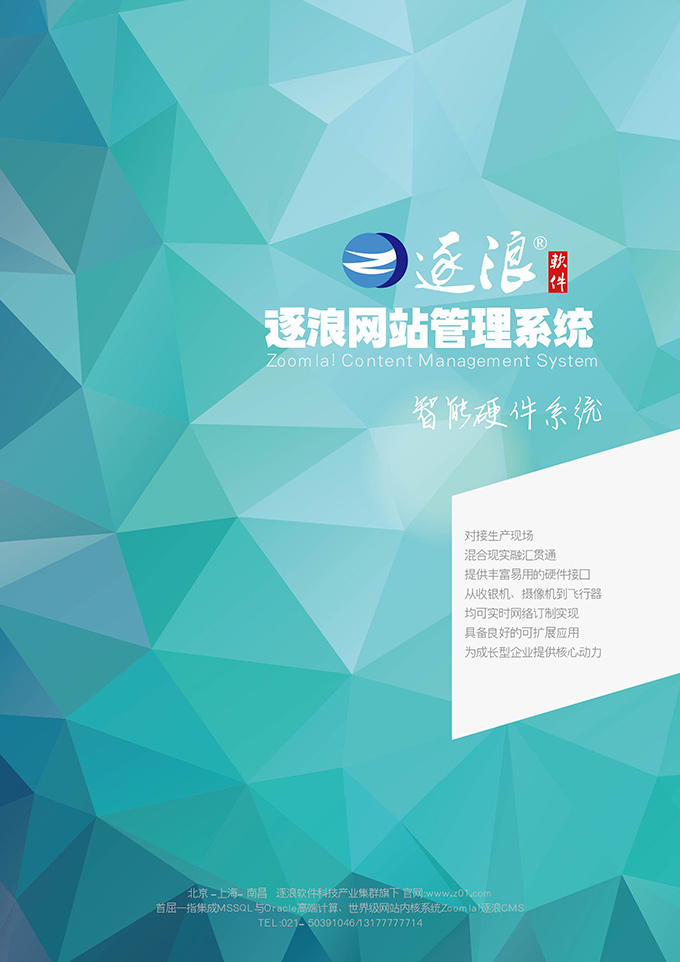 逐浪®
軟件
逐浪网站管理系统
Zoomla! Content Management System
智能硬件系统
对接生产现场
混合现实融汇贯通
提供丰富易用的硬件接口
从收银机、摄像机到飞行器
均可实时网络订制实现
具备良好的可扩展应用
为成长型企业提供核心动力
北京-上海-南昌 逐浪软件科技产业集群旗下 官网:www.z01.com
首屈一指集成MSSQL与Oracle高端计算、世界级网站内核系统Zoomla!逐浪CMS
TEL:021- 50391046/13177777714